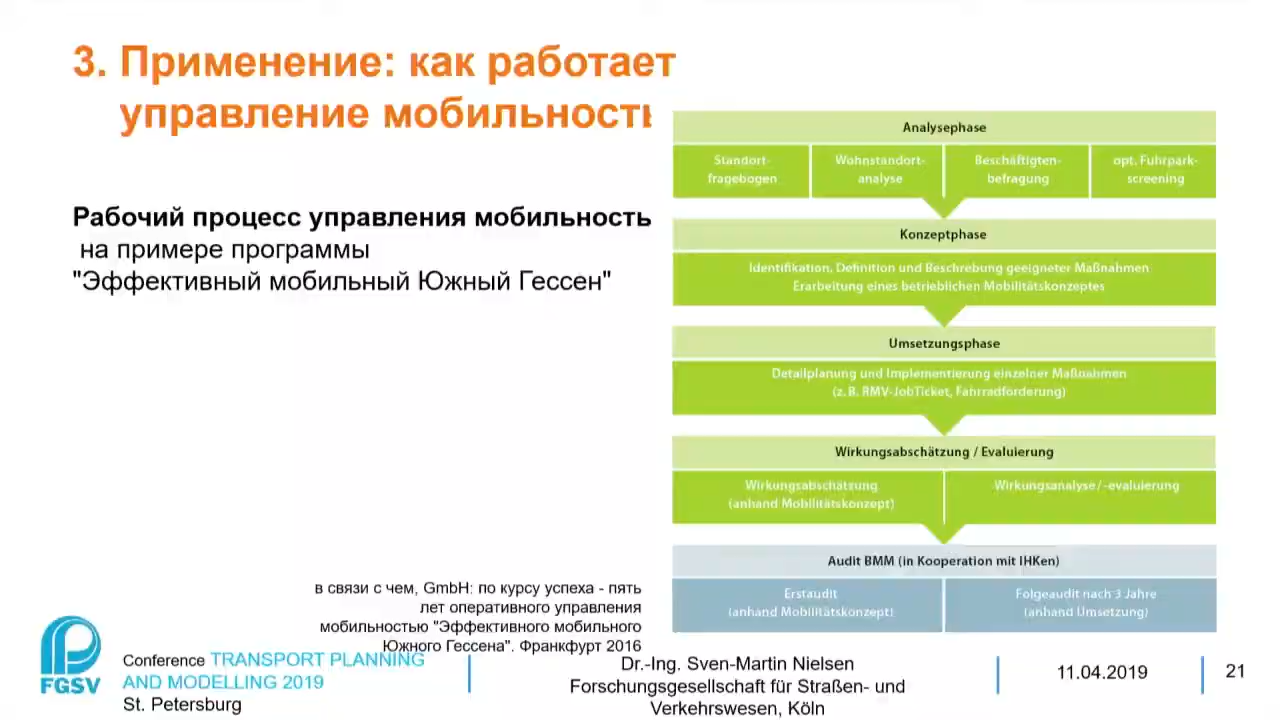 3. Применение: как работает
управление мобильность
Рабочий процесс управления мобильность
на примере программы
"Эффективный мобильный Южный Гессен"
Analysephase
Standort-
fragebogen
Wohnstandort-
analyse
Beschäftigten-
befragung
opt. Fuhrpark-
screening
Konzeptphase
Identifikation, Definition und Beschrebung geeigneter Maßnahmen
Erarbeitung eines betrieblichen Mobilitätskonzeptes
Umsetzungsphase
Detailplanung und Implementierung einzelner Maßnahmen
(z. B. RMV-JobTicket, Fahrradförderung)
Wirkungsabschätzung / Evaluierung
Wirkungsabschätzung
(anhand Mobilitätskonzept)
Wirkungsanalyse / -evaluierung
Audit BMM (in Kooperation mit IHKen)
Erstaudit
(anhand Mobilitätskonzept)
Folgeaudit nach 3 Jahre
(anhand Umsetzung)
в связи с чем, GmbH: по курсу успеха - пять
лет оперативного управления
мобильностью "Эффективного мобильного
Южного Гессена". Франкфурт 2016
FGSV
Conference TRANSPORT PLANNING
AND MODELLING 2019
St. Petersburg
Dr.-Ing. Sven-Martin Nielsen
Forschungsgesellschaft für Straßen- und
Verkehrswesen, Köln
11.04.2019
21